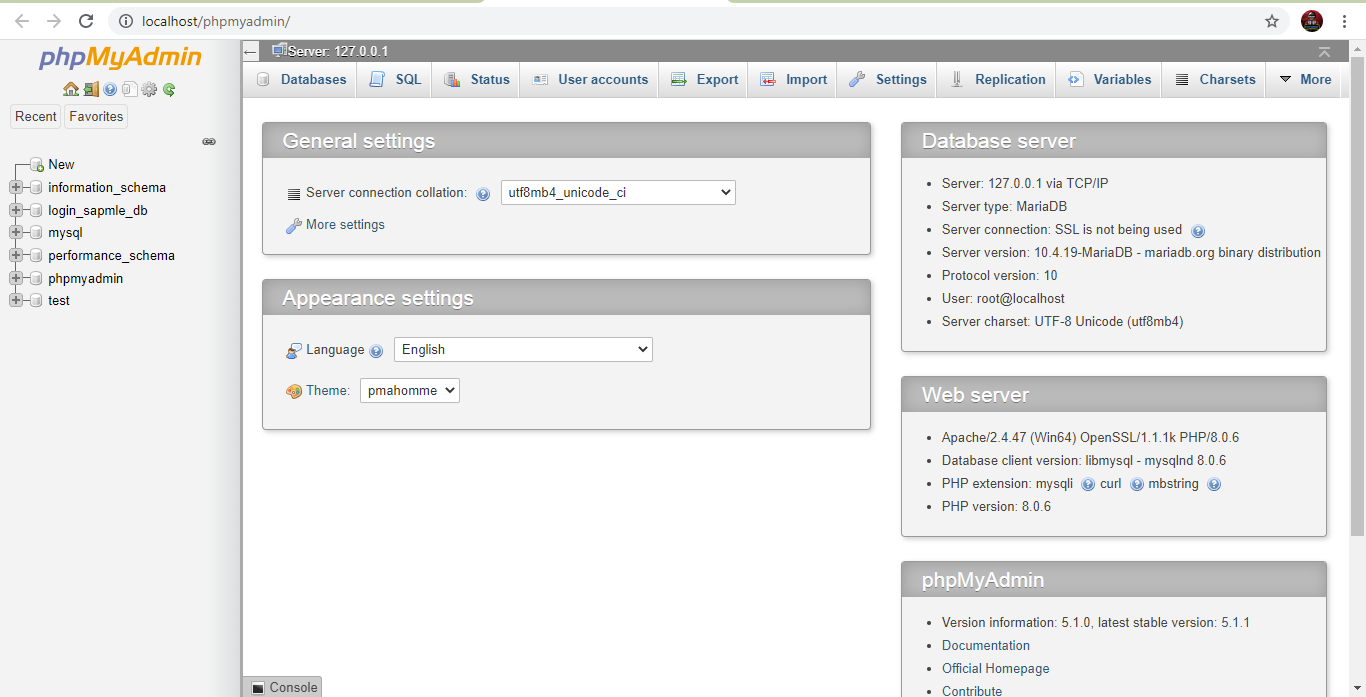 localhost/phpmyadmin/
phpMyAdmin
Recent Favorites
New
information_schema
login_sapmle_db
mysql
performance_schema
phpmyadmin
test
Server: 127.0.0.1
Databases SQL Status User accounts Export Import Settings Replication Variables Charsets More
General settings
Server connection collation: utf8mb4_unicode_ci
More settings
Appearance settings
Language English
Theme: pmahomme
Database server
Server: 127.0.0.1 via TCP/IP
Server type: MariaDB
Server connection: SSL is not being used
Server version: 10.4.19-MariaDB - mariadb.org binary distribution
Protocol version: 10
User: root@localhost
Server charset: UTF-8 Unicode (utf8mb4)
Web server
Apache/2.4.47 (Win64) OpenSSL/1.1.1k PHP/8.0.6
Database client version: libmysql - mysqlnd 8.0.6
PHP extension: mysqli curl mbstring
PHP version: 8.0.6
phpMyAdmin
Version information: 5.1.0, latest stable version: 5.1.1
Documentation
Official Homepage
Contribute
Console